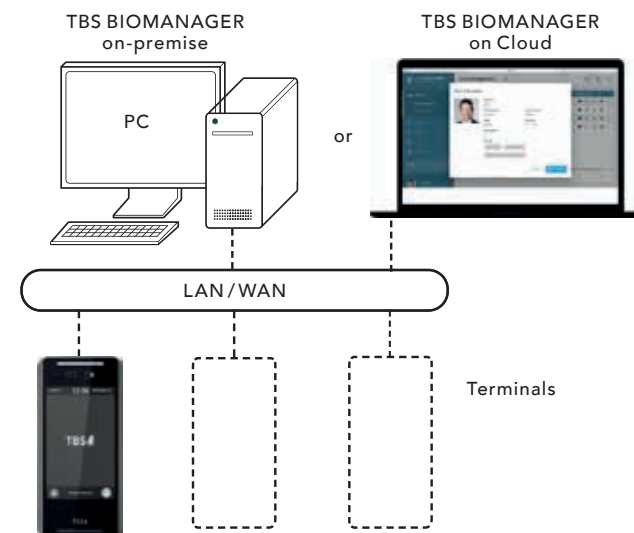 TBS BIOMANAGER
on-premise
TBS BIOMANAGER
on Cloud
PC
or
LAN/WAN
Terminals
TBS